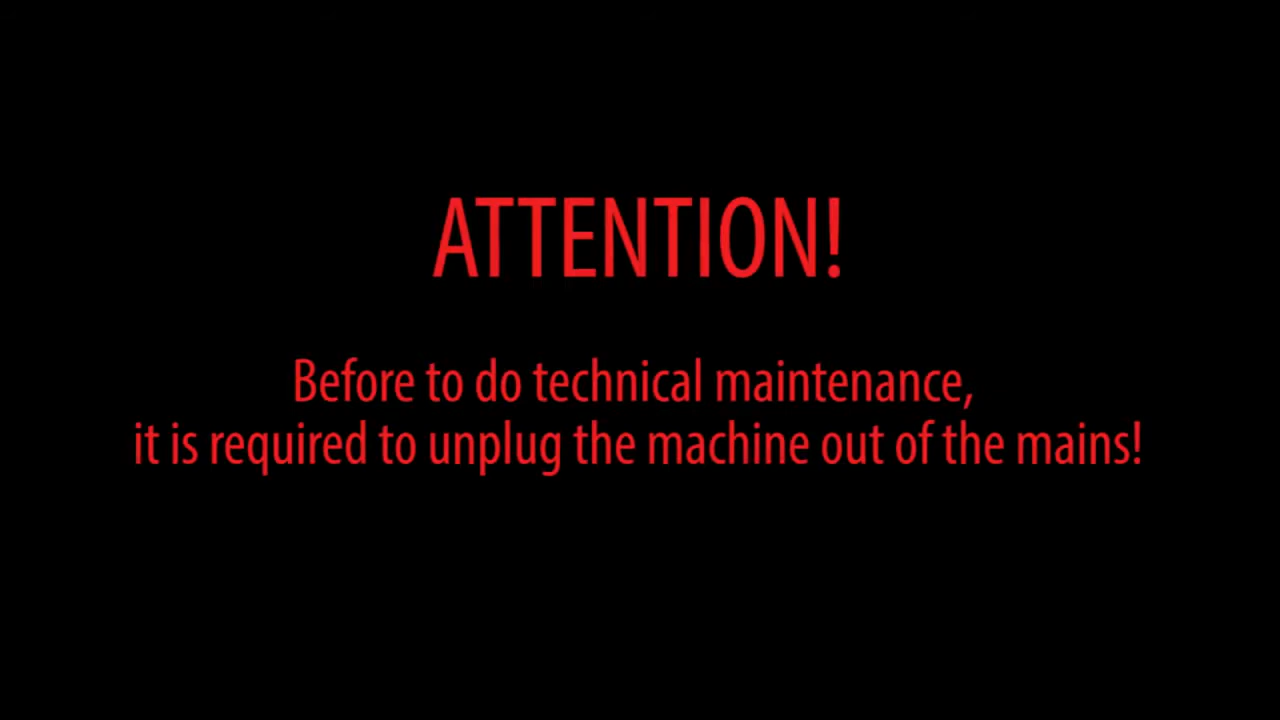 ATTENTION!
Before to do technical maintenance,
it is required to unplug the machine out of the mains!